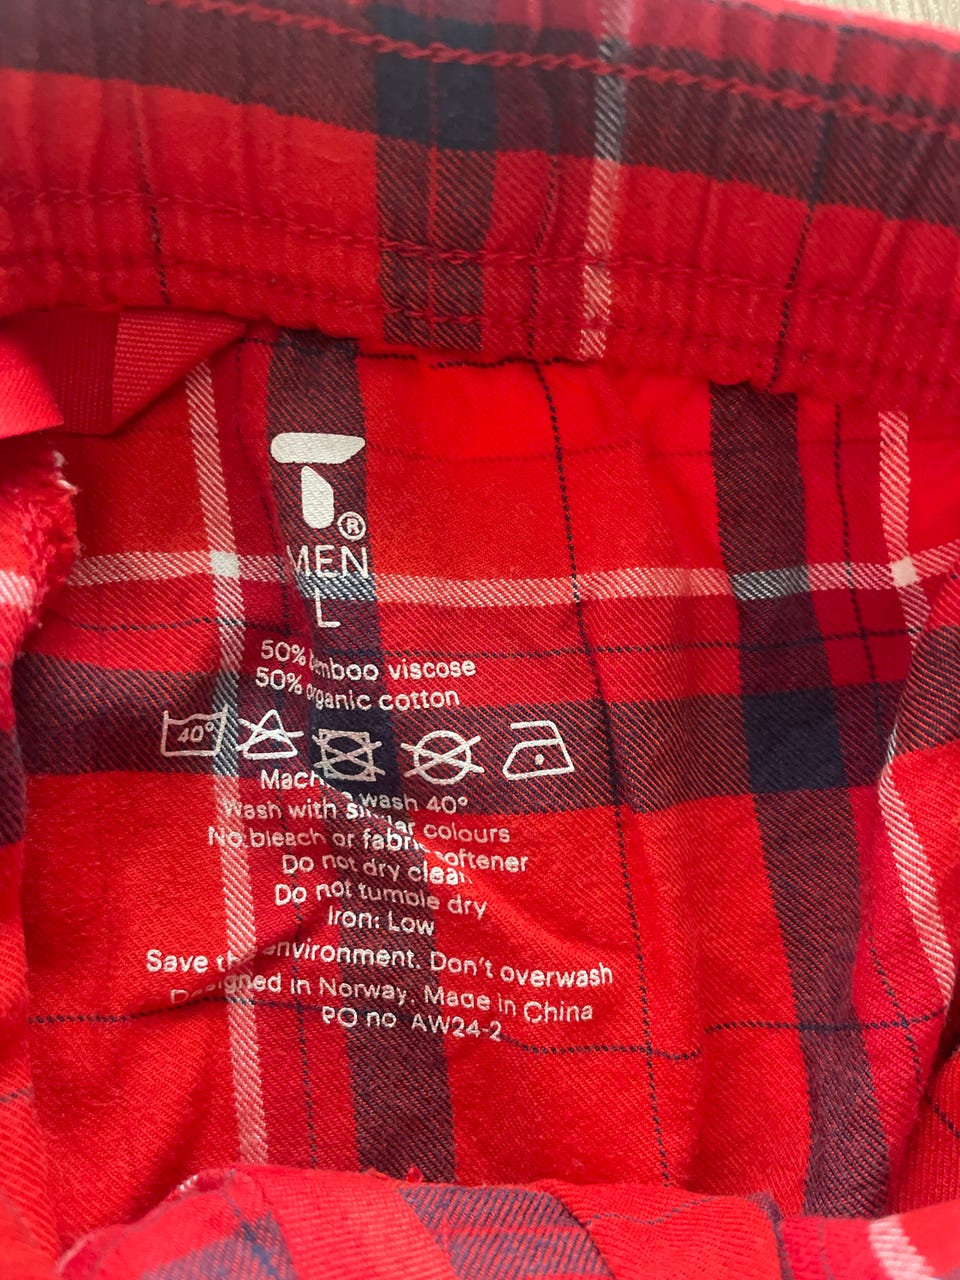 ®
MEN
L
50% bamboo viscose
50% organic cotton
40°
Machine wash 40°
Wash with similar colours
No bleach or fabric softener
Do not dry clean
Do not tumble dry
Iron: Low
Save the environment. Don't overwash
Designed in Norway. Made in China
PO no AW24-2